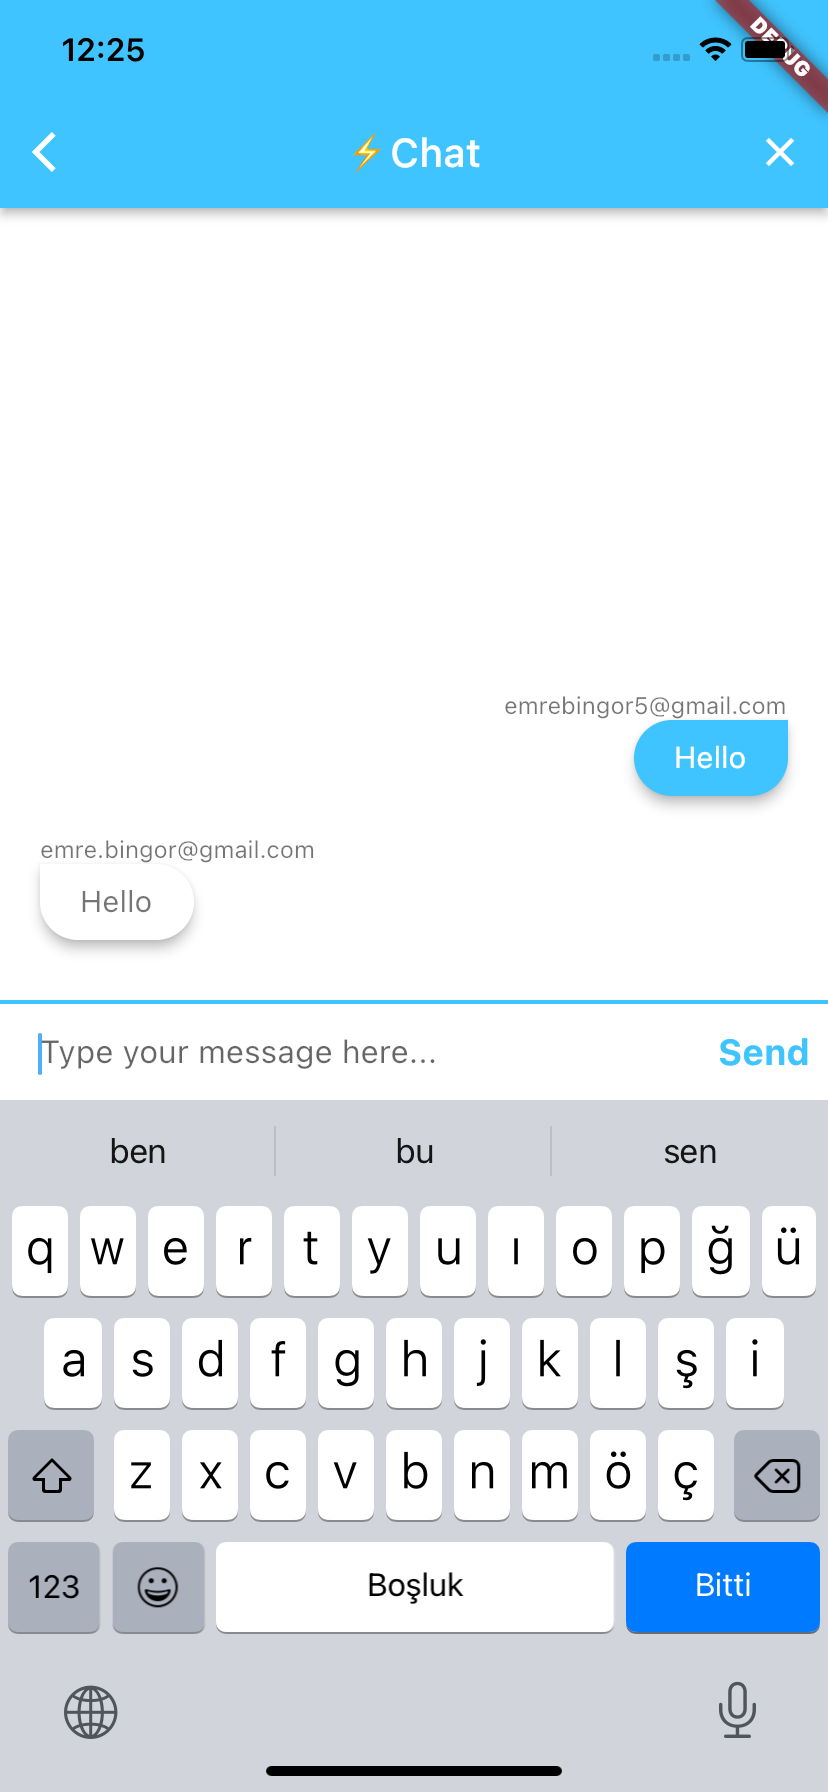 12:25
DEBUG
⚡Chat
emrebingor5@gmail.com
Hello
emre.bingor@gmail.com
Hello
Type your message here...
Send
ben bu sen
q w e r t y u ı o p ğ ü
a s d f g h j k l ş i
z x c v b n m ö ç
123 Boşluk Bitti